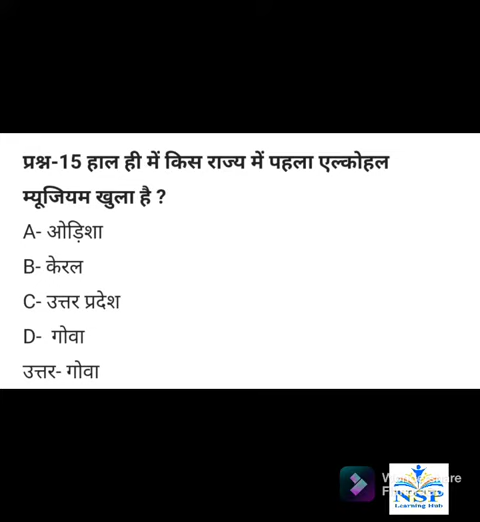 प्रश्न-15 हाल ही में किस राज्य में पहला एल्कोहल
म्यूजियम खुला है ?
A- ओड़िशा
B- केरल
C- उत्तर प्रदेश
D- गोवा
उत्तर- गोवा
NSP
Learning Hub